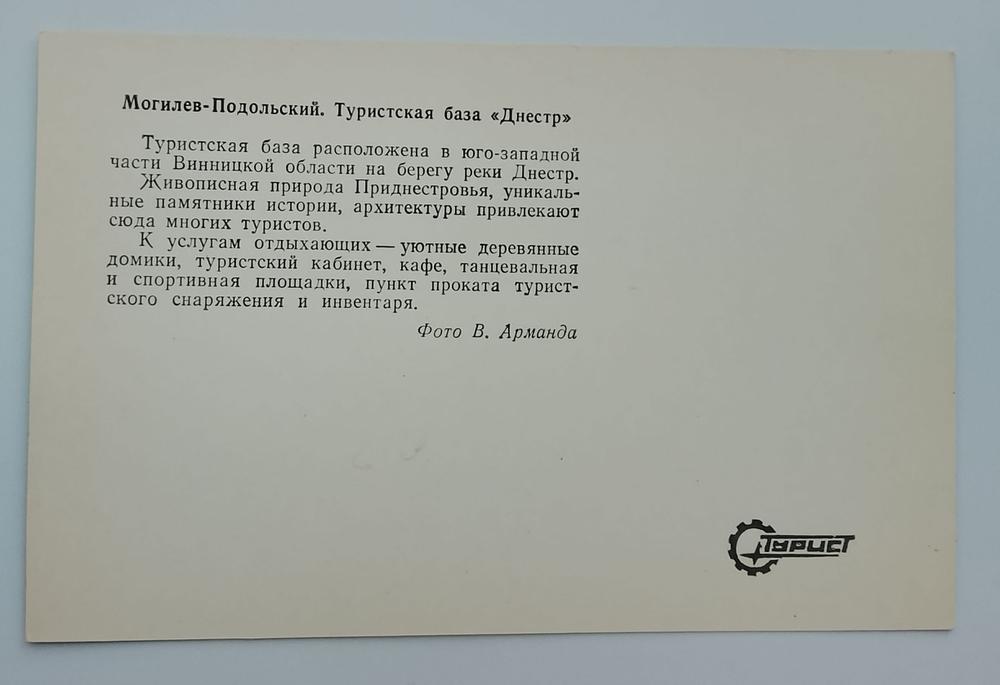 Могилев-Подольский. Туристская база «Днестр»
Туристская база расположена в юго-западной
части Винницкой области на берегу реки Днестр.
Живописная природа Приднестровья, уникаль-
ные памятники истории, архитектуры привлекают
сюда многих туристов.
К услугам отдыхающих — уютные деревянные
домики, туристский кабинет, кафе, танцевальная
и спортивная площадки, пункт проката турист-
ского снаряжения и инвентаря.
Фото В. Арманда
ТУРИСТ